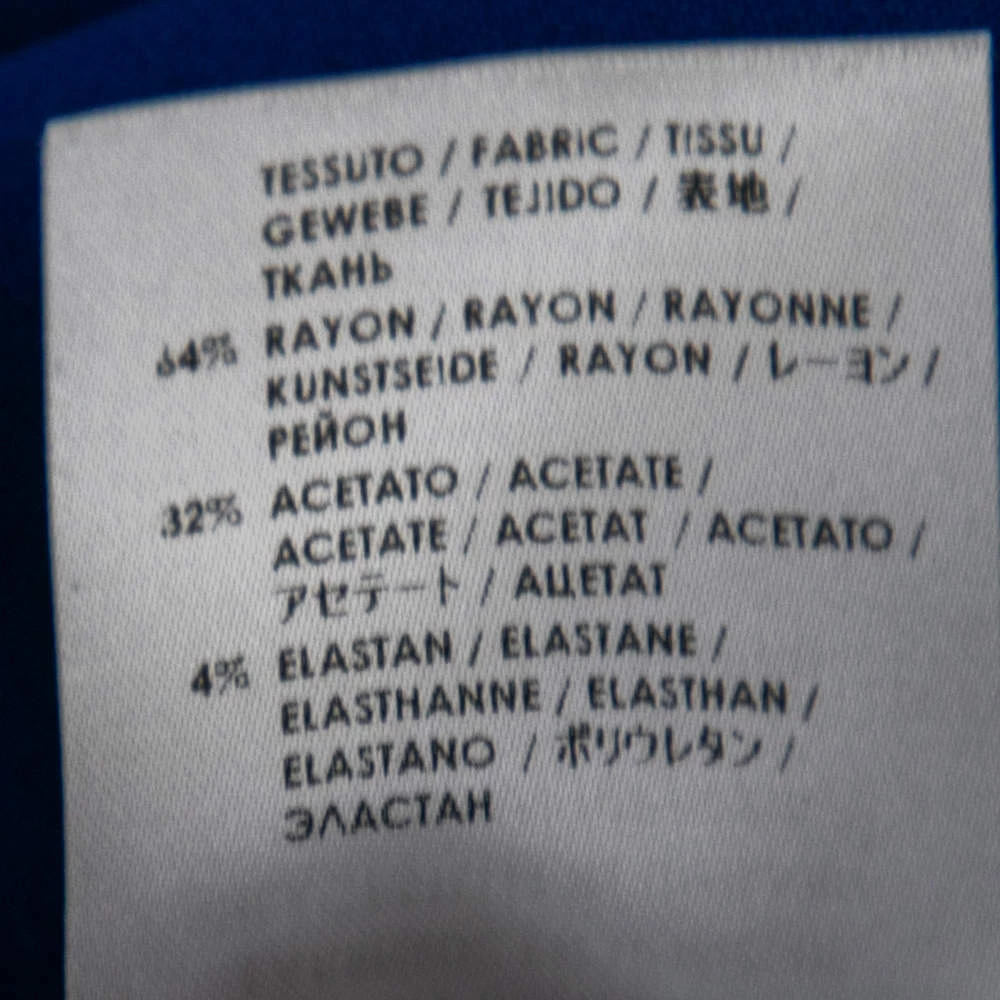 TESSUTO / FABRIC / TISSU /
GEWEBE / TEJIDO / 表地 /
ТКАНЬ
64% RAYON / RAYON / RAYONNE /
KUNSTSEIDE / RAYON / レーヨン /
РЕЙОН
32% ACETATO / ACETATE /
ACETATE / ACETAT / ACETATO /
アセテート / АЦЕТАТ
4% ELASTAN / ELASTANE /
ELASTHANNE / ELASTHAN /
ELASTANO / ポリウレタン /
ЭЛАСТАН